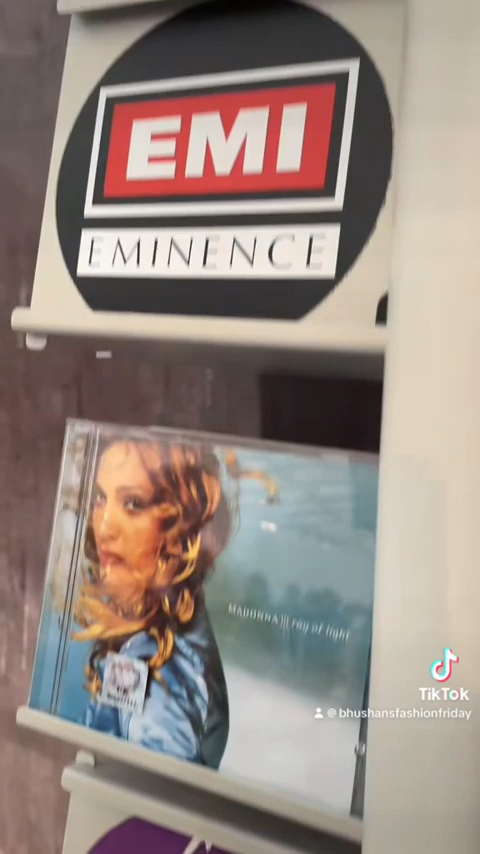 EMI
EMINENCE
MADONNA ray of light
TikTok
@bhushansfashionfriday